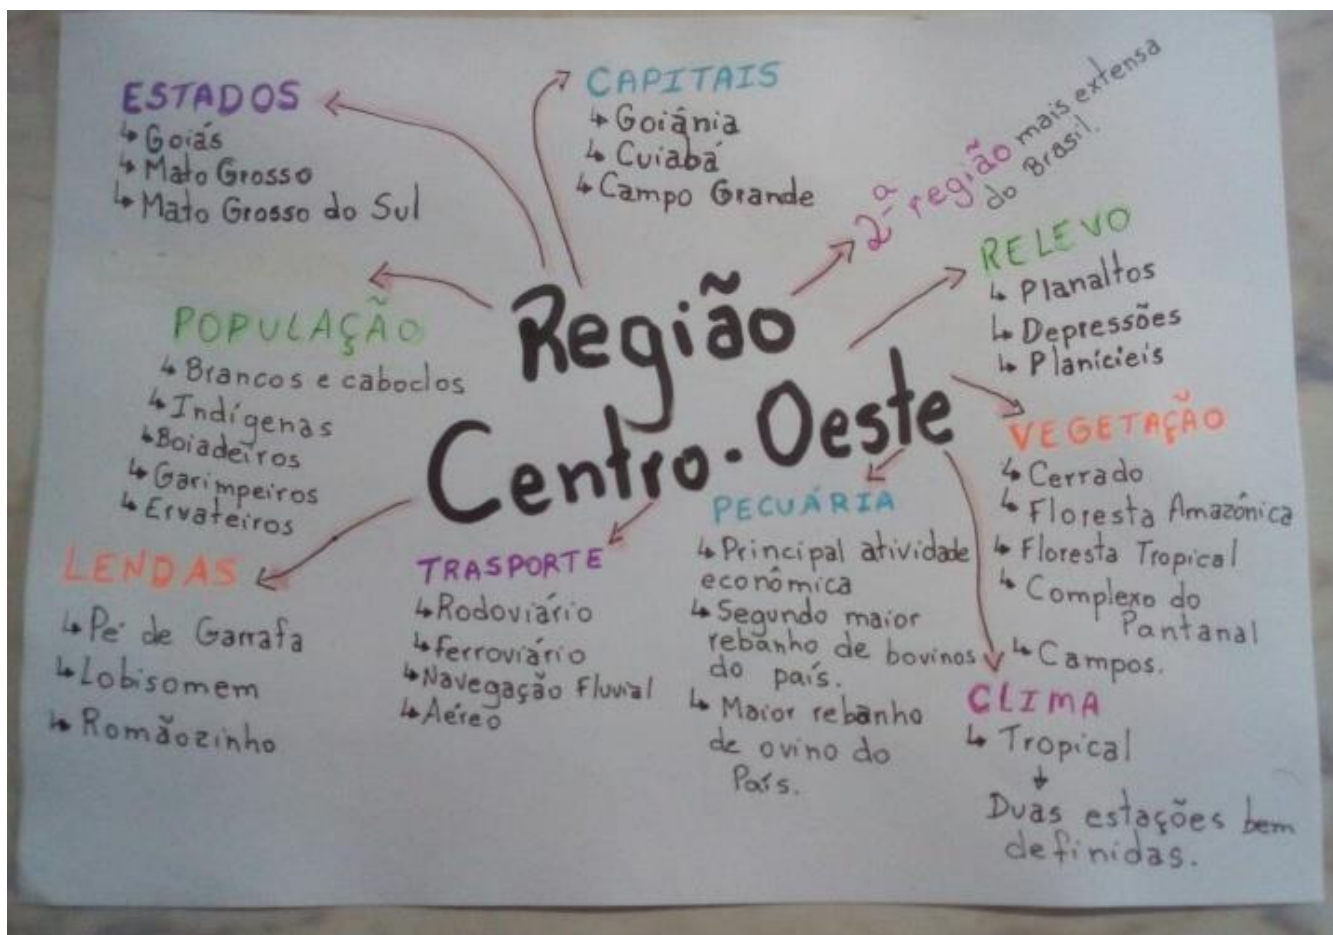 Região
Centro-Oeste
ESTADOS
↳ Goiás
↳ Mato Grosso
↳ Mato Grosso do Sul
CAPITAIS
↳ Goiânia
↳ Cuiabá
↳ Campo Grande
2ª região mais extensa
do Brasil.
RELEVO
↳ Planaltos
↳ Depressões
↳ Planícieis
VEGETAÇÃO
↳ Cerrado
↳ Floresta Amazônica
↳ Floresta Tropical
↳ Complexo do
Pantanal
↳ Campos.
CLIMA
↳ Tropical
↓
Duas estações bem
definidas.
PECUÁRIA
↳ Principal atividade
econômica
↳ Segundo maior
rebanho de bovinos
do país.
↳ Maior rebanho
de ovino do
País.
TRASPORTE
↳ Rodoviário
↳ ferroviário
↳ Navegação Fluvial
↳ Aéreo
LENDAS
↳ Pé de Garrafa
↳ Lobisomem
↳ Romãozinho
POPULAÇÃO
↳ Brancos e caboclos
↳ Indígenas
↳ Boiadeiros
↳ Garimpeiros
↳ Ervateiros